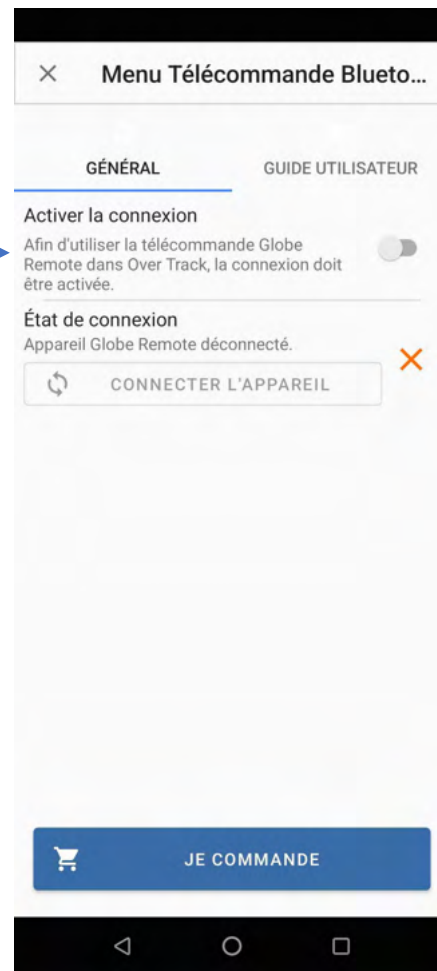 Menu Télécommande Blueto...
GÉNÉRAL
GUIDE UTILISATEUR
Activer la connexion
Afin d'utiliser la télécommande Globe
Remote dans Over Track, la connexion doit
être activée.
État de connexion
Appareil Globe Remote déconnecté.
CONNECTER L'APPAREIL
JE COMMANDE